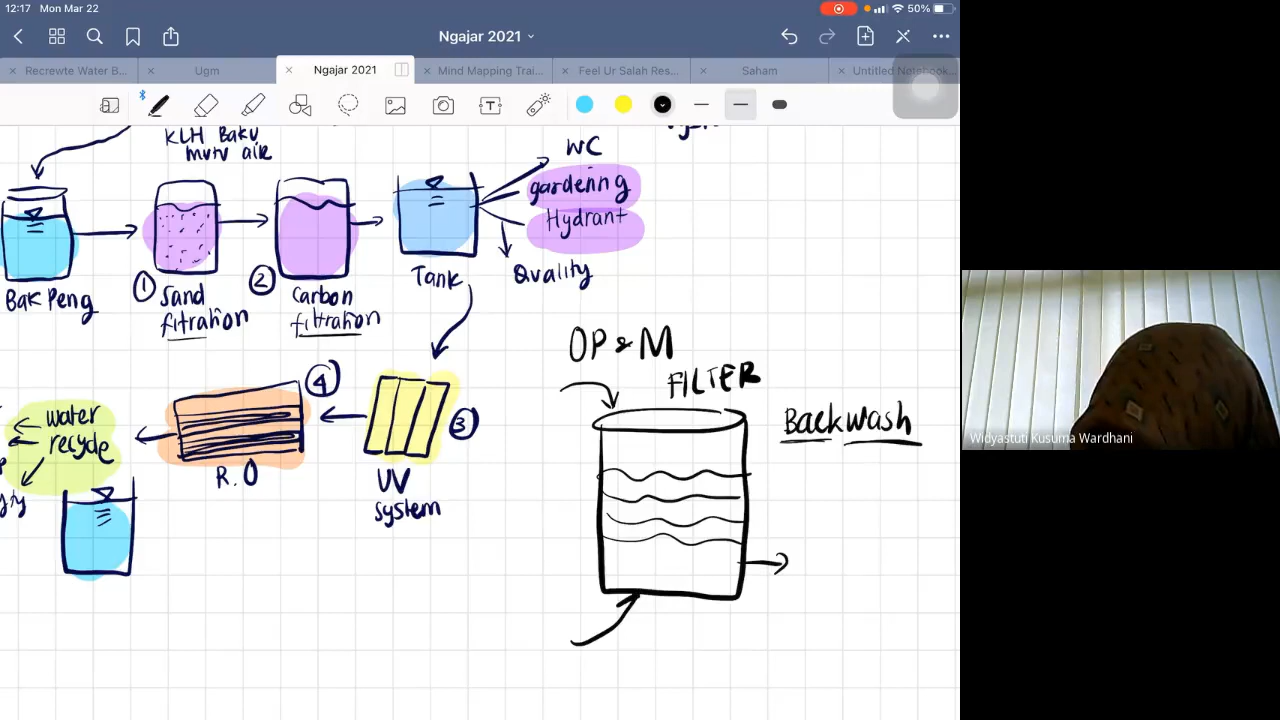 12:17 Mon Mar 22
50%
Ngajar 2021
Recrewte Water B...
Ugm
Ngajar 2021
Mind Mapping Trai...
Feel Ur Salah Res...
Saham
Untitled Notebook...
KLH Baku
mutu air
WC
gardening
Hydrant
Quality
Bak Peng
1 Sand
filtration
2 Carbon
filtration
Tank
OP & M
FILTER
Backwash
4
3
water
recycle
R.O
UV
system
Widyastuti Kusuma Wardhani